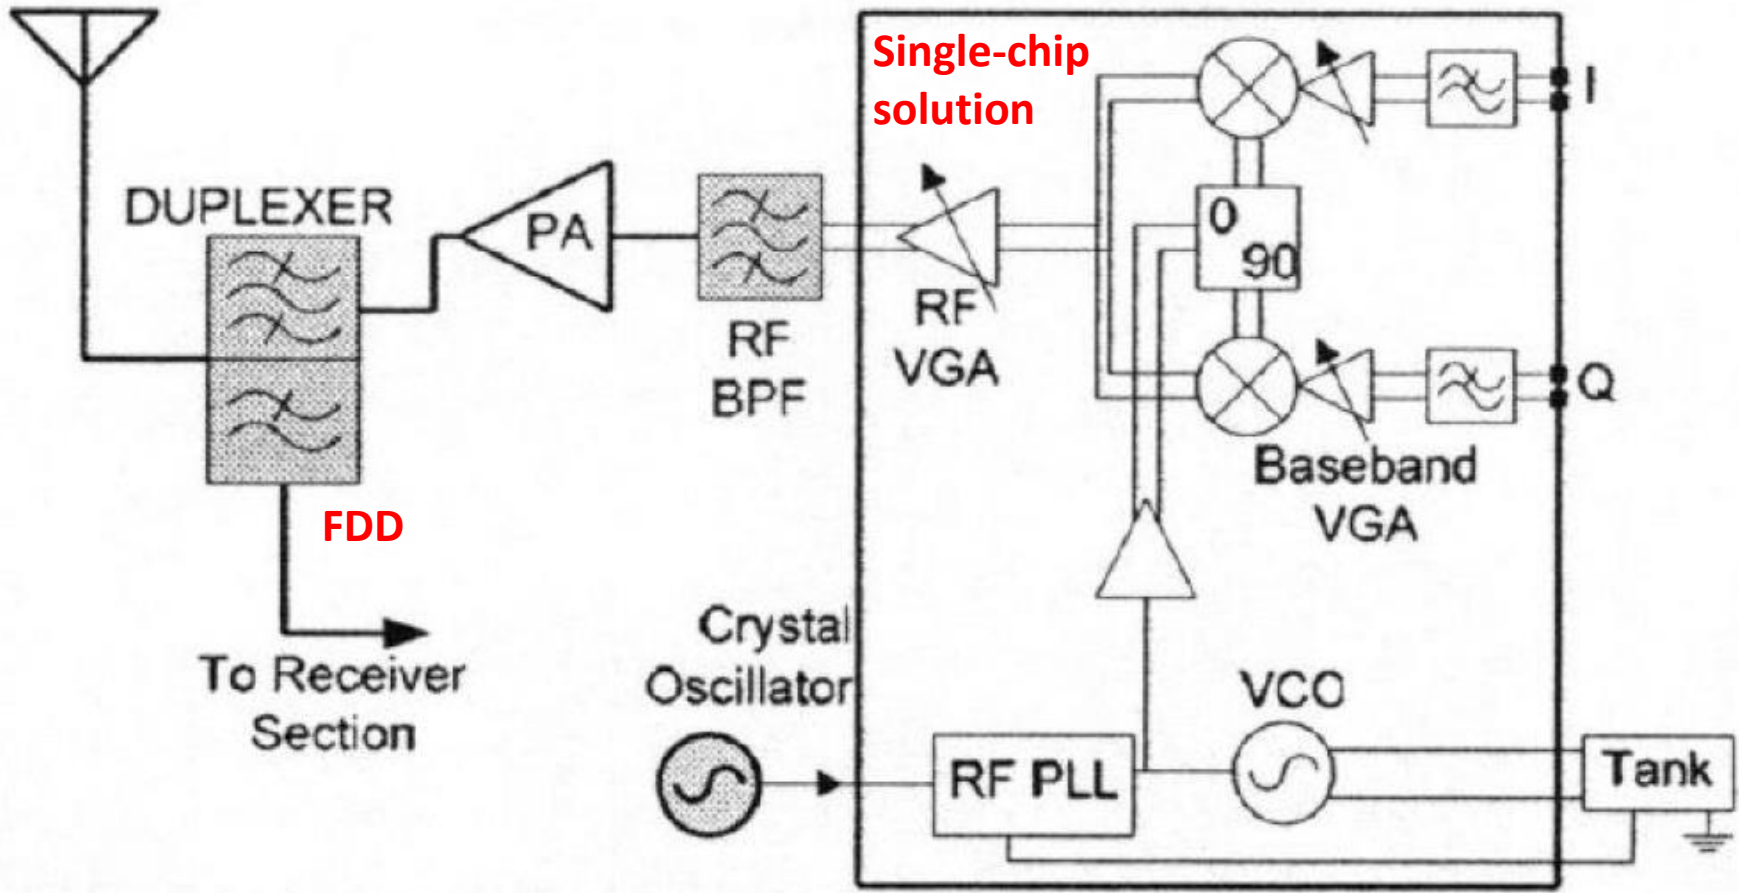 Single-chip
solution
I
DUPLEXER
PA
0
90
RF
BPF
RF
VGA
Q
Baseband
VGA
FDD
To Receiver
Section
Crystal
Oscillator
VCO
RF PLL
Tank